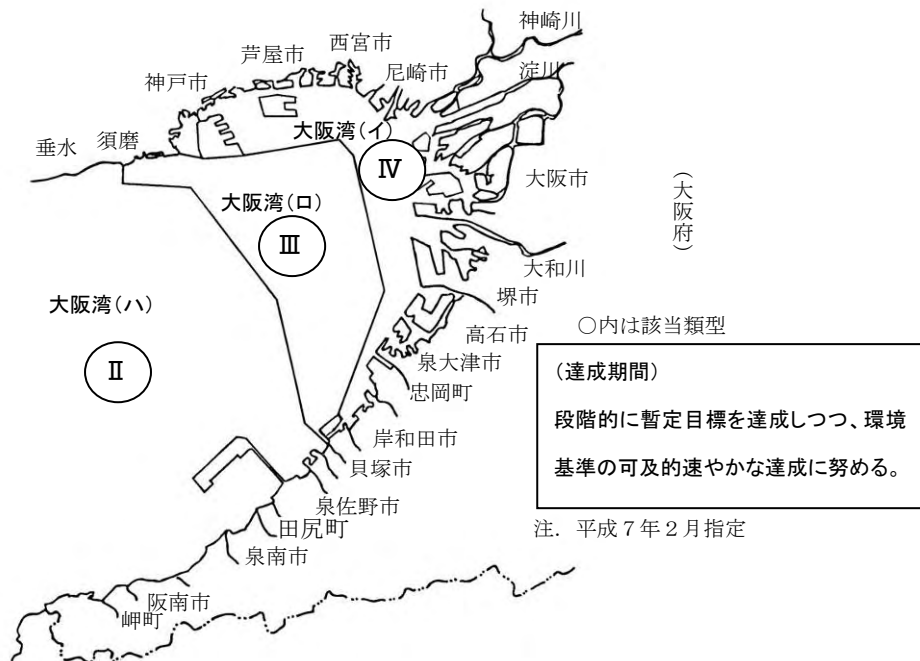 神崎川
西宮市
芦屋市
淀川
尼崎市
神戸市
大阪湾(イ)
垂水
須磨
Ⅳ
大阪市
(大阪府)
大阪湾(ロ)
Ⅲ
大和川
大阪湾(ハ)
堺市
高石市
○内は該当類型
Ⅱ
泉大津市
忠岡町
(達成期間)
段階的に暫定目標を達成しつつ、環境
基準の可及的速やかな達成に努める。
岸和田市
貝塚市
泉佐野市
田尻町
注. 平成7年2月指定
泉南市
阪南市
岬町